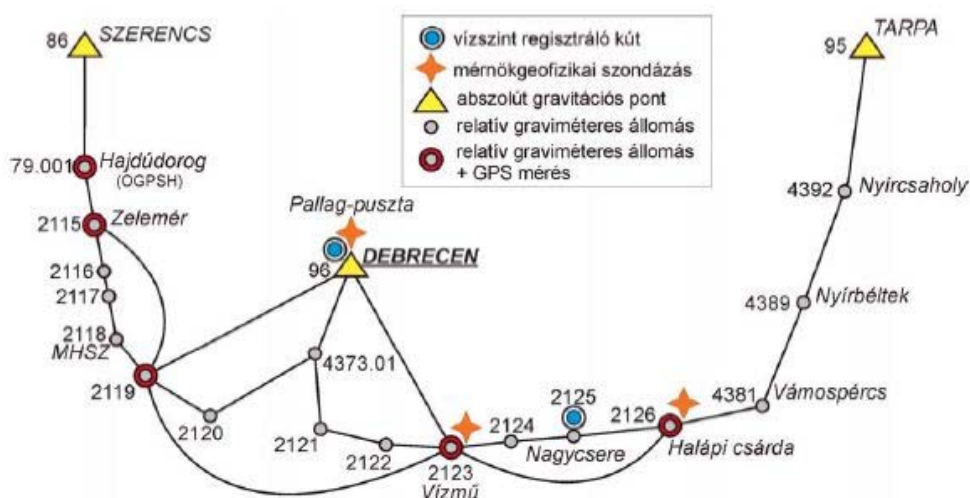 86 SZERENCS
95 TARPA
vízszint regisztráló kút
mérnökgeofizikai szondázás
abszolút gravitációs pont
relatív graviméteres állomás
relatív graviméteres állomás
+ GPS mérés
79.001 Hajdúdorog
(OGPSH)
2115 Zelemér
Pallag-puszta
96 DEBRECEN
4392 Nyírcsaholy
2116
2117
2118
MHSZ
4389 Nyírbéltek
2119
4373.01
2120
2121
2122
2123
Vízmű
2124
2125
Nagycsere
2126
Halápi csárda
4381 Vámospércs